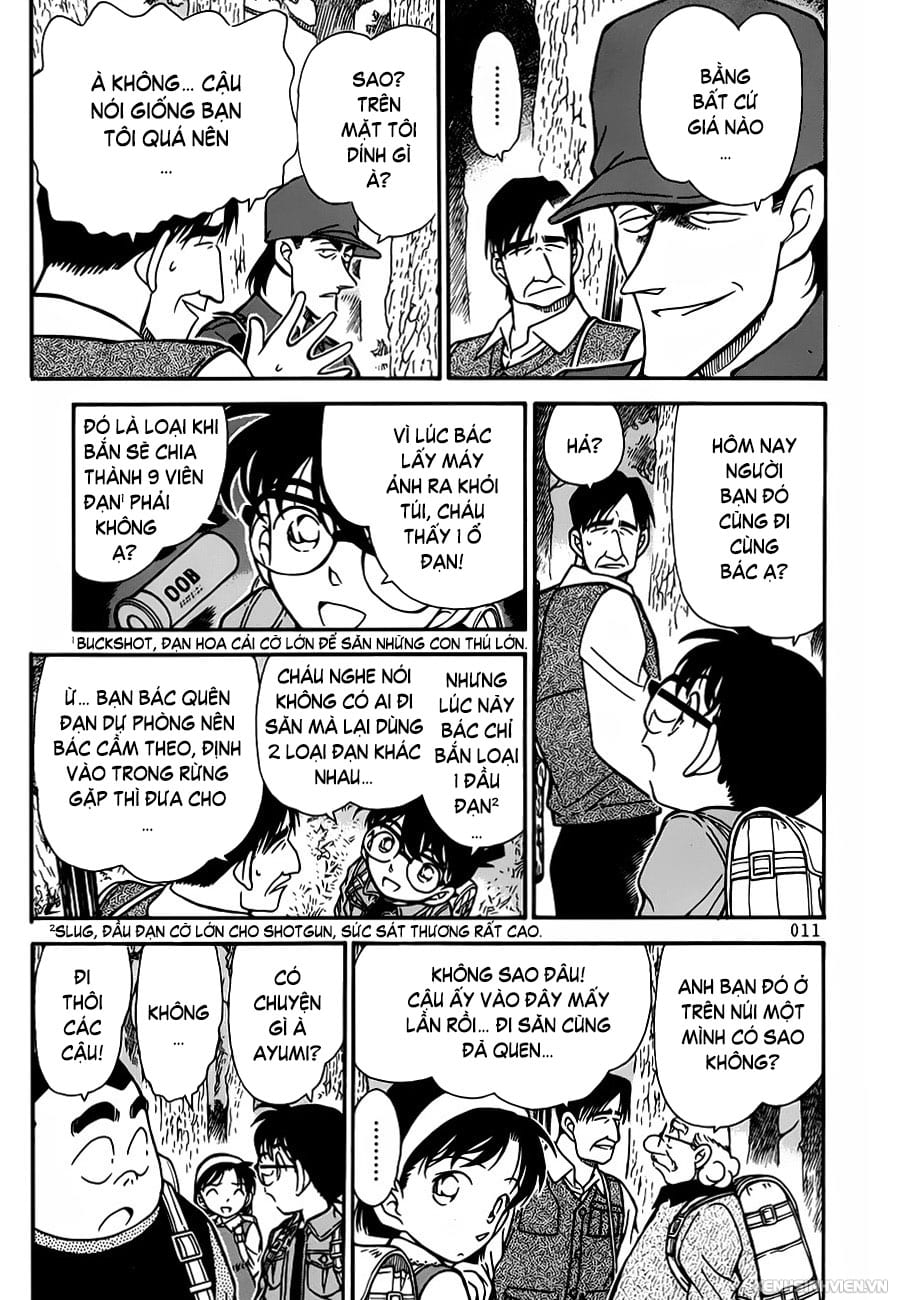 BẰNG
BẤT CỨ
GIÁ NÀO
...
.........
SAO?
TRÊN
MẶT TÔI
DÍNH GÌ
À?
À KHÔNG... CẬU
NÓI GIỐNG BẠN
TÔI QUÁ NÊN
...
HÔM NAY
NGƯỜI
BẠN ĐÓ
CŨNG ĐI
CÙNG
BÁC Ạ?
HẢ?
VÌ LÚC BÁC
LẤY MÁY
ẢNH RA KHỎI
TÚI, CHÁU
THẤY 1 Ổ
ĐẠN!
ĐÓ LÀ LOẠI KHI
BẮN SẼ CHIA
THÀNH 9 VIÊN
ĐẠN¹ PHẢI
KHÔNG
Ạ?
OOB
¹BUCKSHOT, ĐẠN HOA CẢI CỠ LỚN ĐỂ SĂN NHỮNG CON THÚ LỚN.
NHƯNG
LÚC NÃY
BÁC CHỈ
BẮN LOẠI
1 ĐẦU
ĐẠN²
...
CHÁU NGHE NÓI
KHÔNG CÓ AI ĐI
SĂN MÀ LẠI DÙNG
2 LOẠI ĐẠN KHÁC
NHAU...
Ừ... BẠN BÁC QUÊN
ĐẠN DỰ PHÒNG NÊN
BÁC CẦM THEO, ĐỊNH
VÀO TRONG RỪNG
GẶP THÌ ĐƯA CHO
...
²SLUG, ĐẦU ĐẠN CỠ LỚN CHO SHOTGUN, SỨC SÁT THƯƠNG RẤT CAO.
011
ANH BẠN ĐÓ Ở
TRÊN NÚI MỘT
MÌNH CÓ SAO
KHÔNG?
KHÔNG SAO ĐÂU!
CẬU ẤY VÀO ĐÂY MẤY
LẦN RỒI... ĐI SĂN CŨNG
ĐÃ QUEN...
.........
CÓ
CHUYỆN
GÌ À
AYUMI?
KHÔNG
...
ĐI
THÔI
CÁC
CẬU!